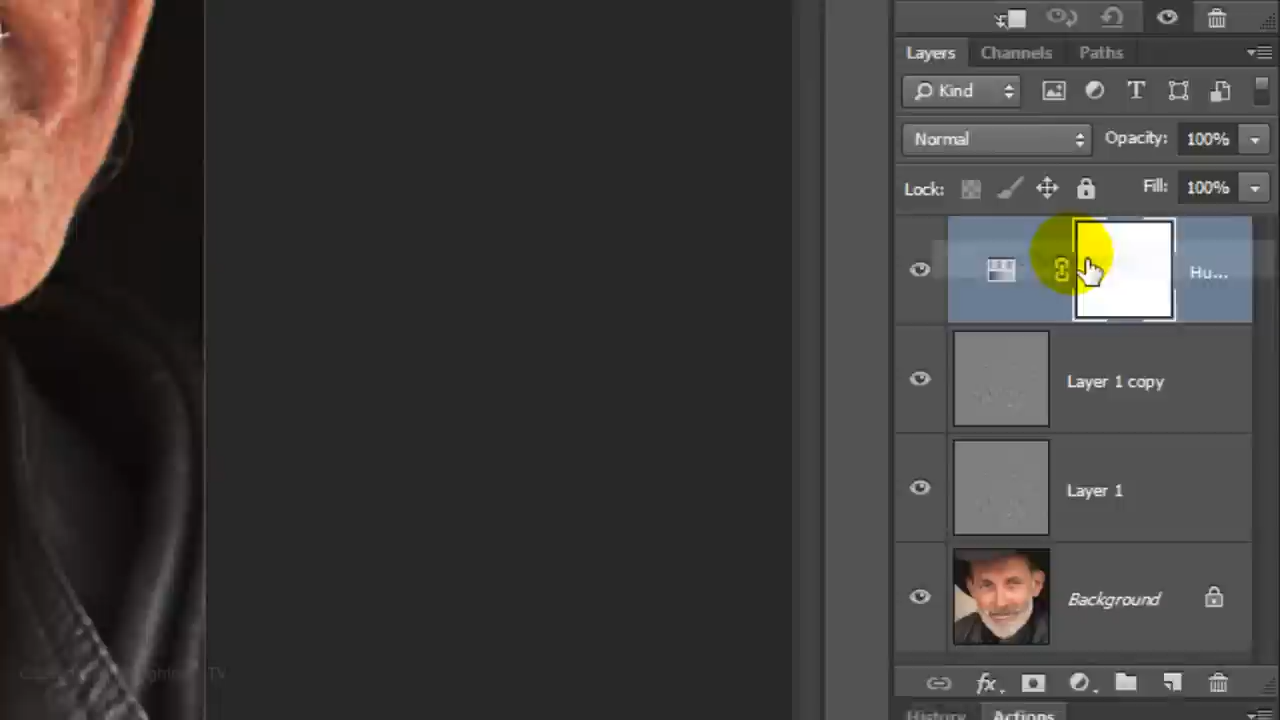 Layers Channels Paths
Kind
Normal Opacity: 100%
Lock: Fill: 100%
Hu...
Layer 1 copy
Layer 1
Background
fx
History Actions